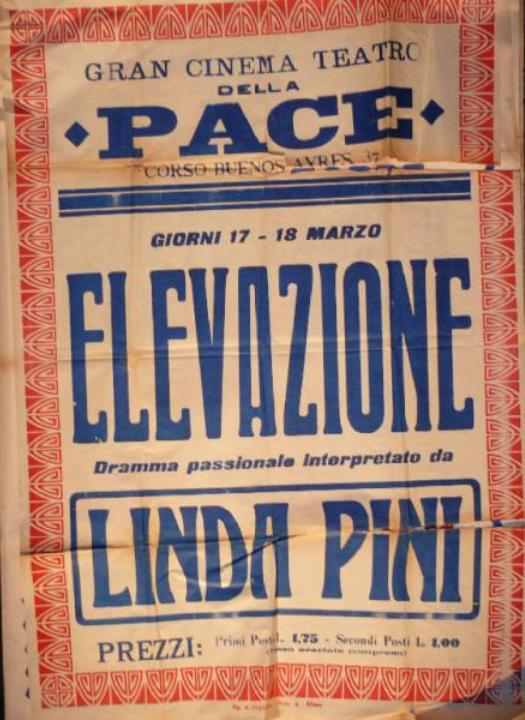 GRAN CINEMA TEATRO
DELLA
PACE
CORSO BUENOS AYRES, 37
GIORNI 17 - 18 MARZO
ELEVAZIONE
Dramma passionale interpretato da
LINDA PINI
PREZZI: Primi Posti L. 1,75 - Secondi Posti L. 1,00